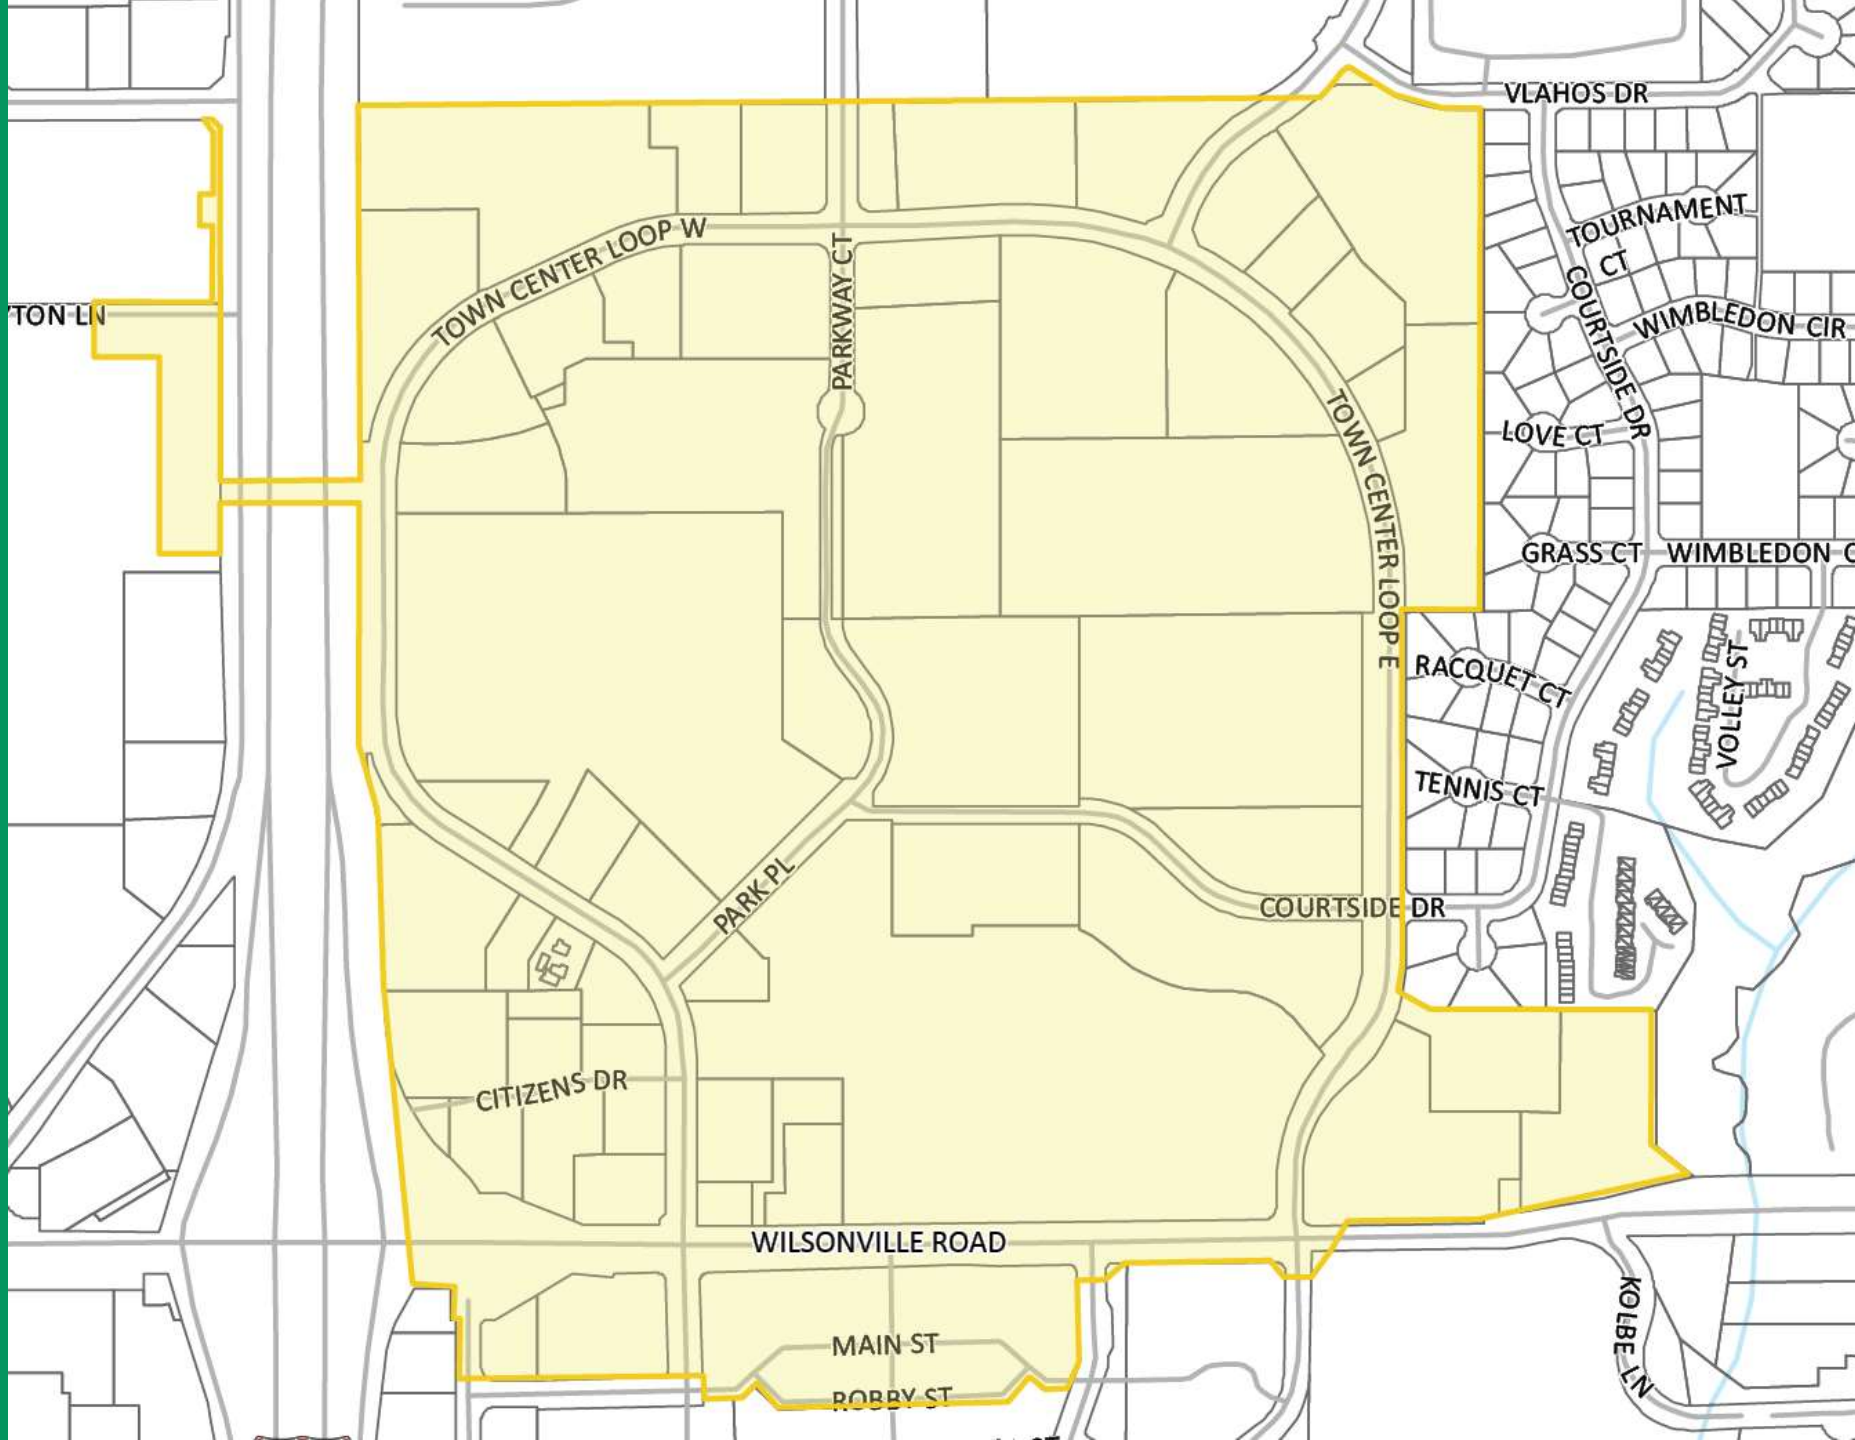 VLAHOS DR
TOURNAMENT
CT
TOWN CENTER LOOP W
PARKWAY CT
COURTSIDE DR
WIMBLEDON CIR
TON LN
TOWN CENTER LOOP E
LOVE CT
GRASS CT
WIMBLEDON
RACQUET CT
VOLLEY ST
TENNIS CT
PARK PL
COURTSIDE DR
CITIZENS DR
WILSONVILLE ROAD
MAIN ST
KOLBE LN
ROBBY ST